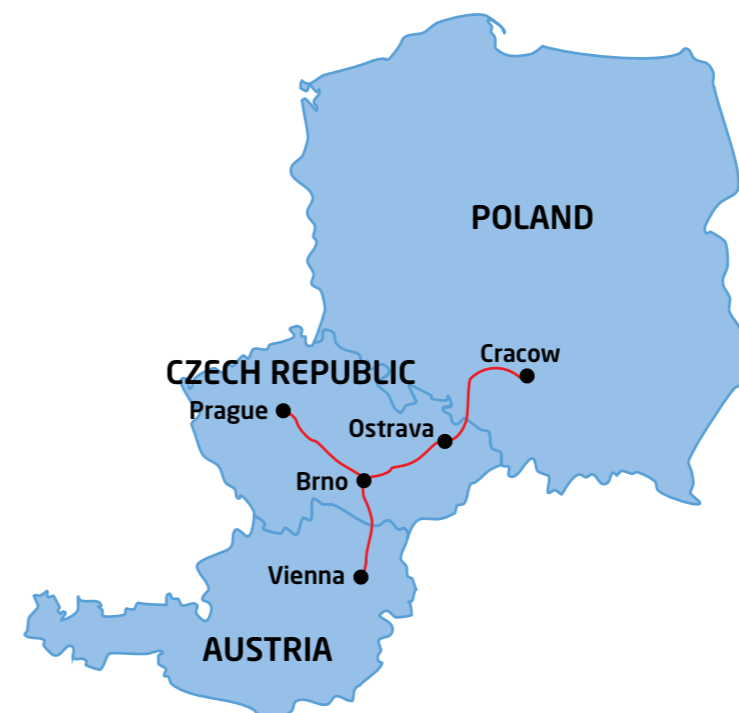 POLAND
Cracow
CZECH REPUBLIC
Prague
Ostrava
Brno
Vienna
AUSTRIA